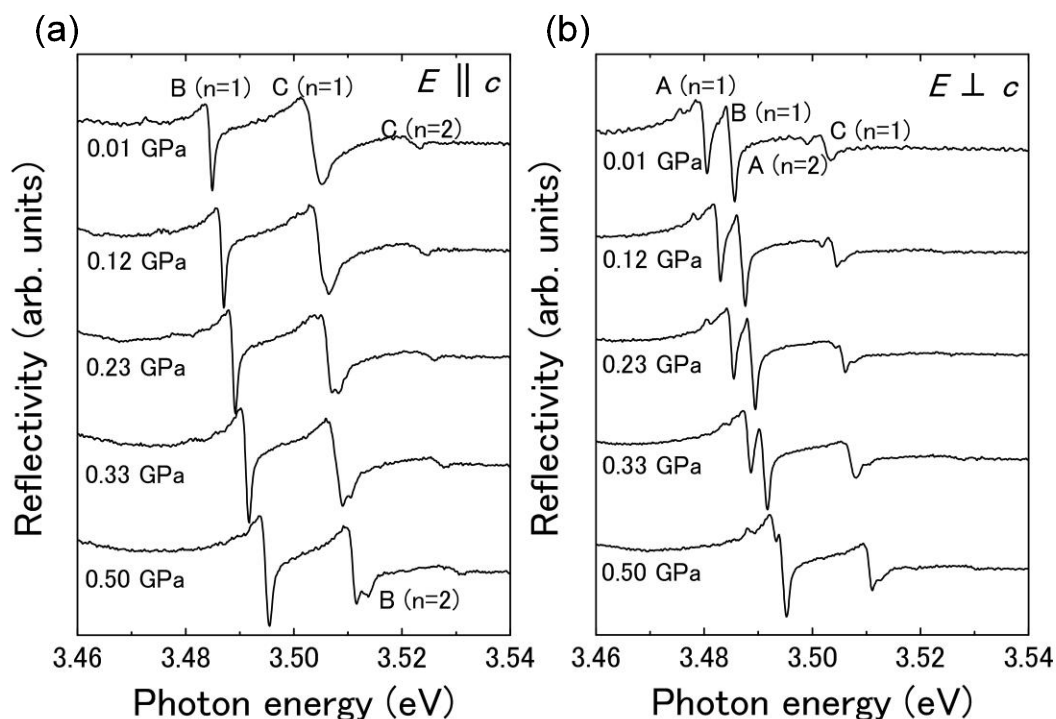 (a)
B (n=1)
C (n=1)
E || c
C (n=2)
0.01 GPa
0.12 GPa
0.23 GPa
0.33 GPa
0.50 GPa
B (n=2)
Reflectivity (arb. units)
3.46
3.48
3.50
3.52
3.54
Photon energy (eV)
(b)
A (n=1)
E ⊥ c
B (n=1)
C (n=1)
0.01 GPa
A (n=2)
0.12 GPa
0.23 GPa
0.33 GPa
0.50 GPa
Reflectivity (arb. units)
3.46
3.48
3.50
3.52
3.54
Photon energy (eV)